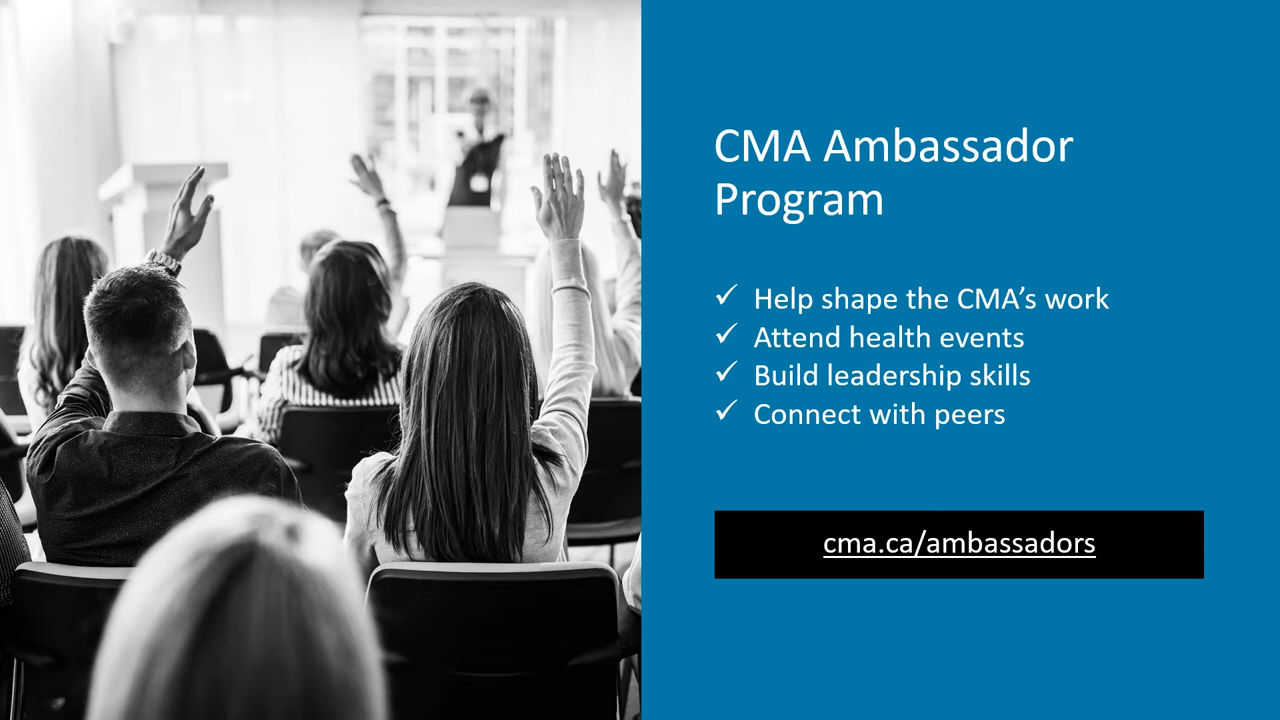 CMA Ambassador
Program
✓ Help shape the CMA’s work
✓ Attend health events
✓ Build leadership skills
✓ Connect with peers
cma.ca/ambassadors